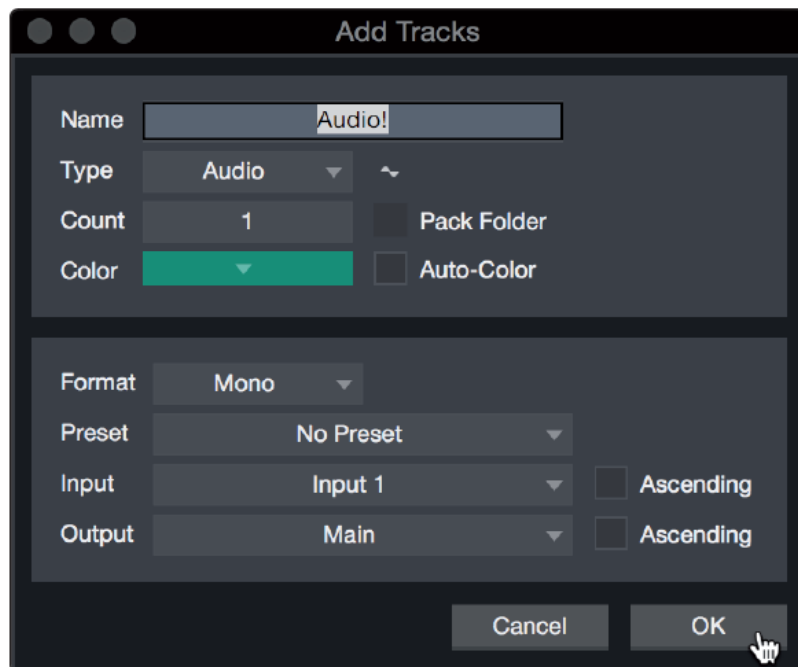 Add Tracks
Name Audio!
Type Audio
Count 1 Pack Folder
Color Auto-Color
Format Mono
Preset No Preset
Input Input 1 Ascending
Output Main Ascending
Cancel OK